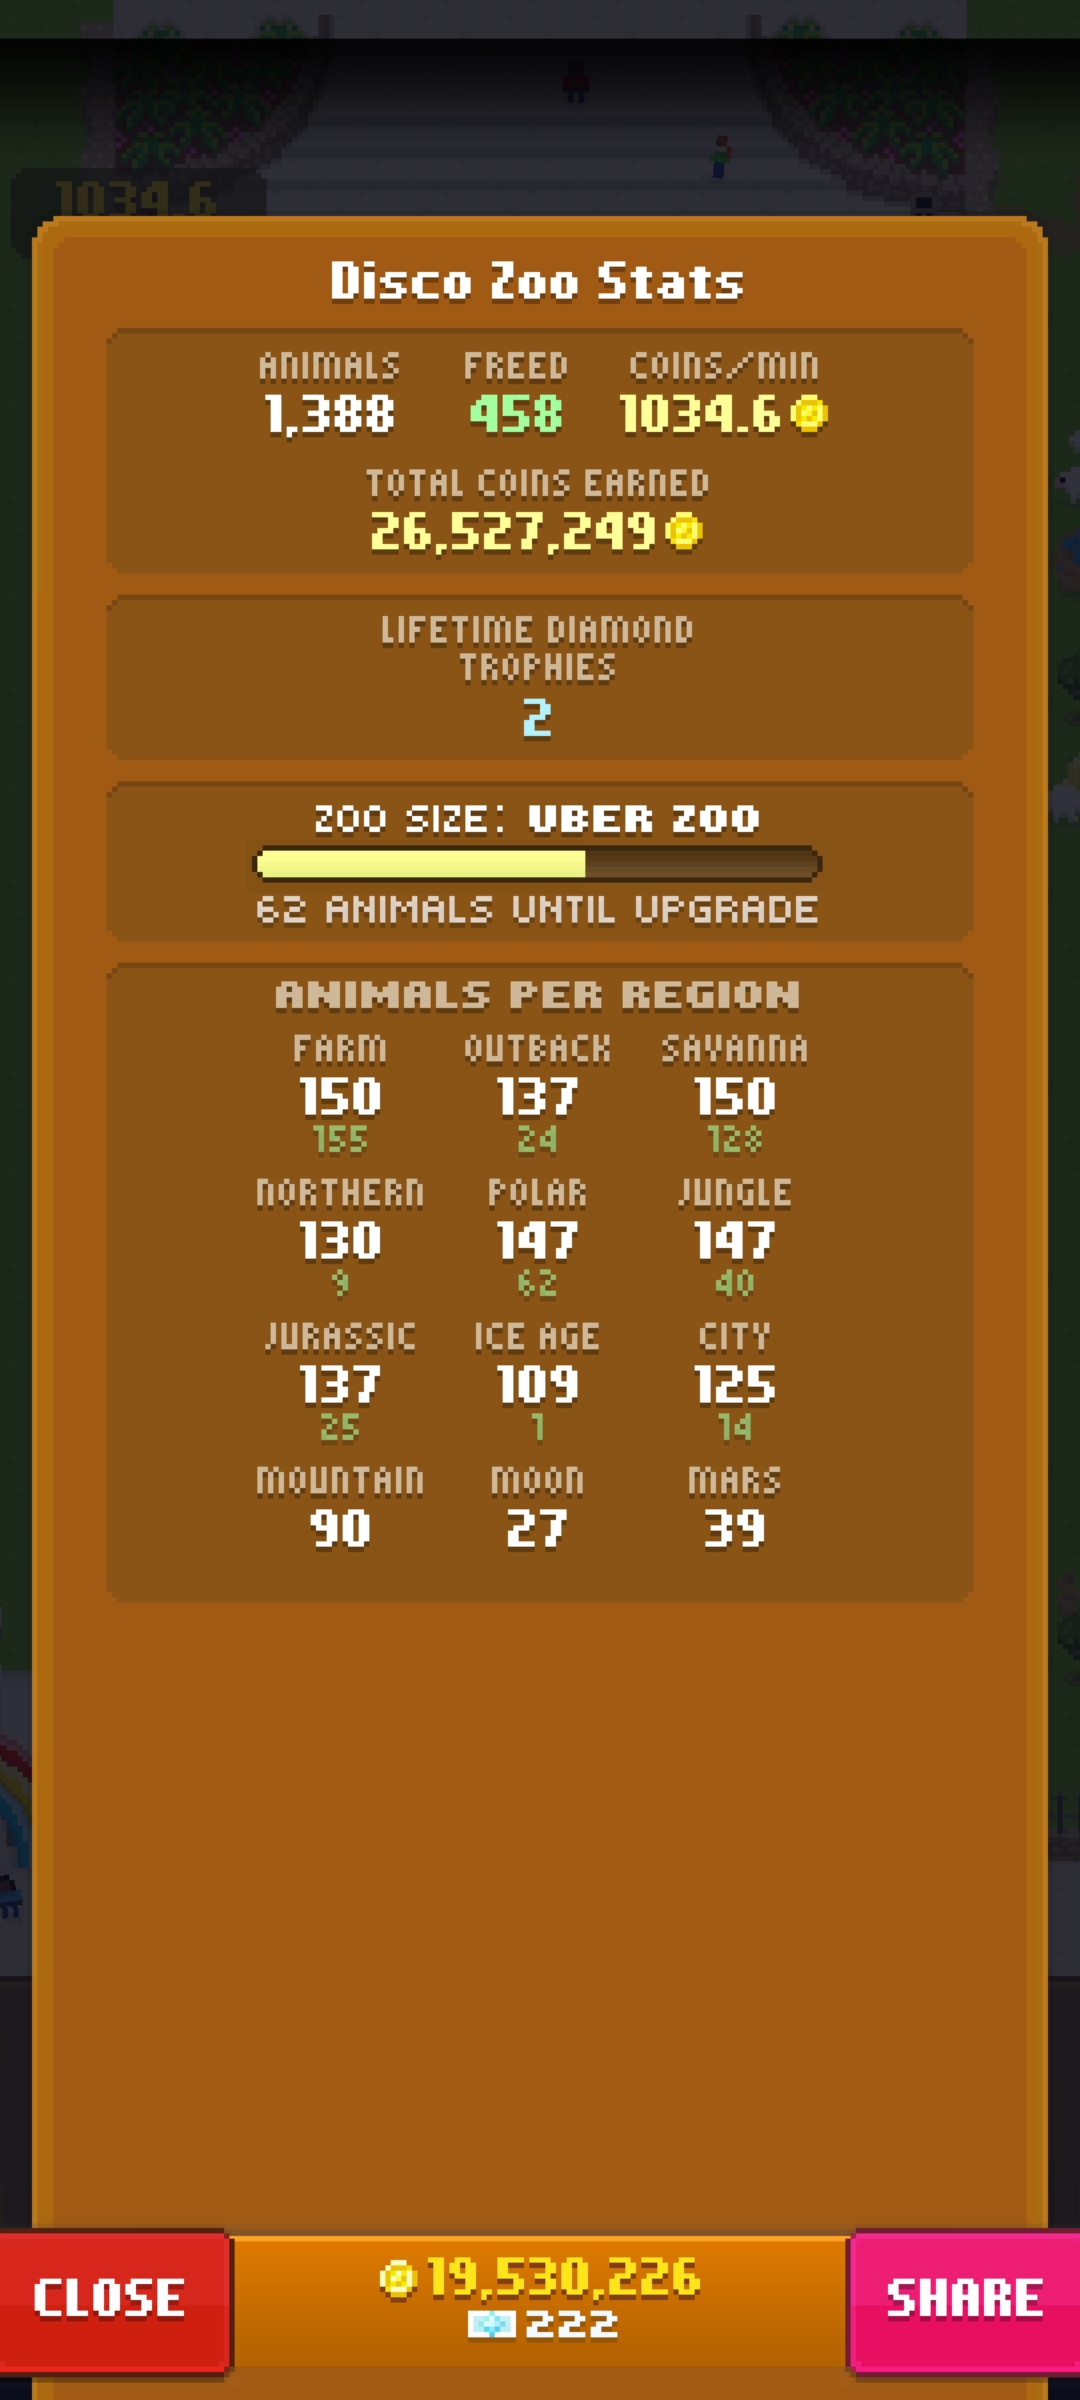 1034.6
Disco Zoo Stats
ANIMALS FREED COINS/MIN
1,388 458 1034.6
TOTAL COINS EARNED
26,527,249
LIFETIME DIAMOND
TROPHIES
2
ZOO SIZE: UBER ZOO
62 ANIMALS UNTIL UPGRADE
ANIMALS PER REGION
FARM OUTBACK SAVANNA
150 137 150
155 24 128
NORTHERN POLAR JUNGLE
130 147 147
9 62 40
JURASSIC ICE AGE CITY
137 109 125
25 1 14
MOUNTAIN MOON MARS
90 27 39
CLOSE 19,530,226 SHARE
222